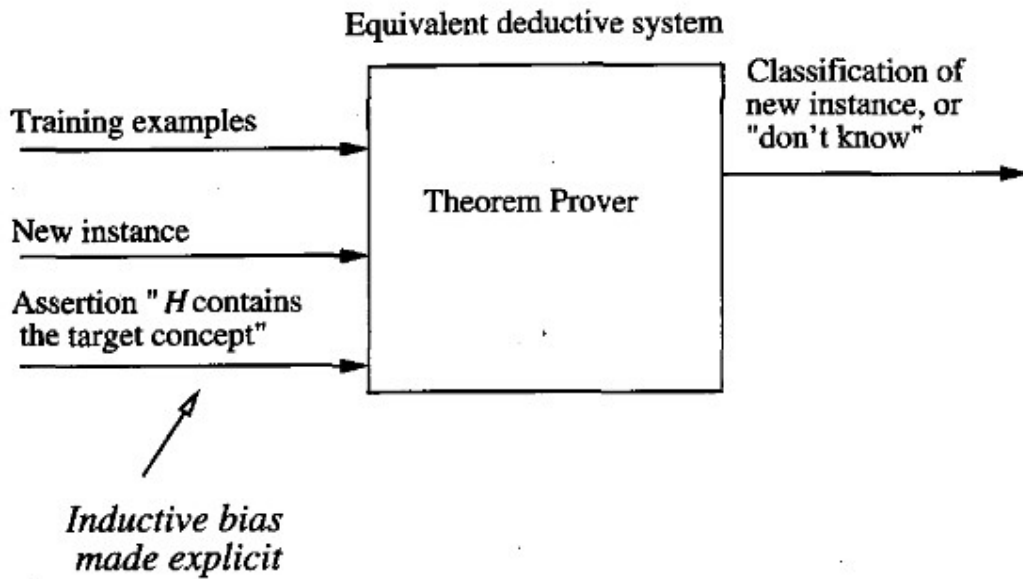 Equivalent deductive system
Training examples
New instance
Assertion " H contains
the target concept"
Theorem Prover
Classification of
new instance, or
"don't know"
Inductive bias
made explicit